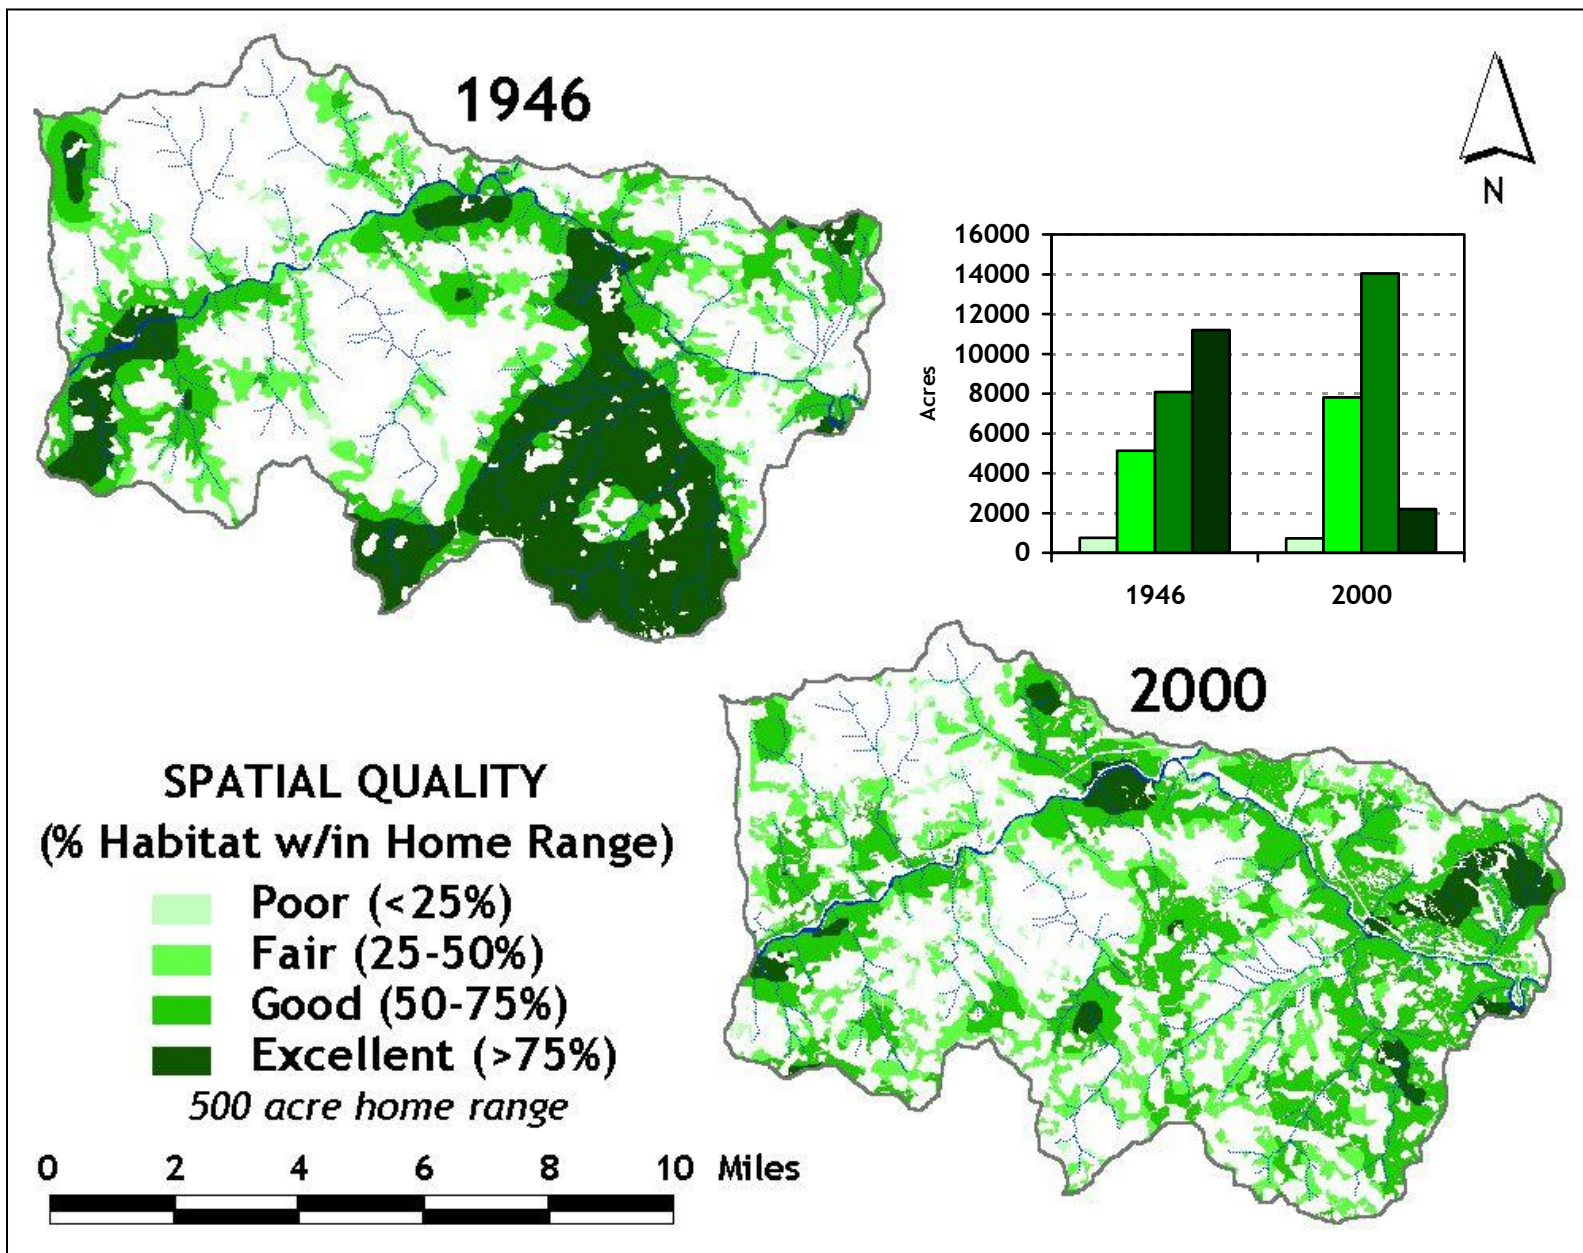 1946
N
16000
14000
12000
10000
8000
6000
4000
2000
0
Acres
1946 2000
2000
SPATIAL QUALITY
(% Habitat w/in Home Range)
Poor (<25%)
Fair (25-50%)
Good (50-75%)
Excellent (>75%)
500 acre home range
0 2 4 6 8 10 Miles